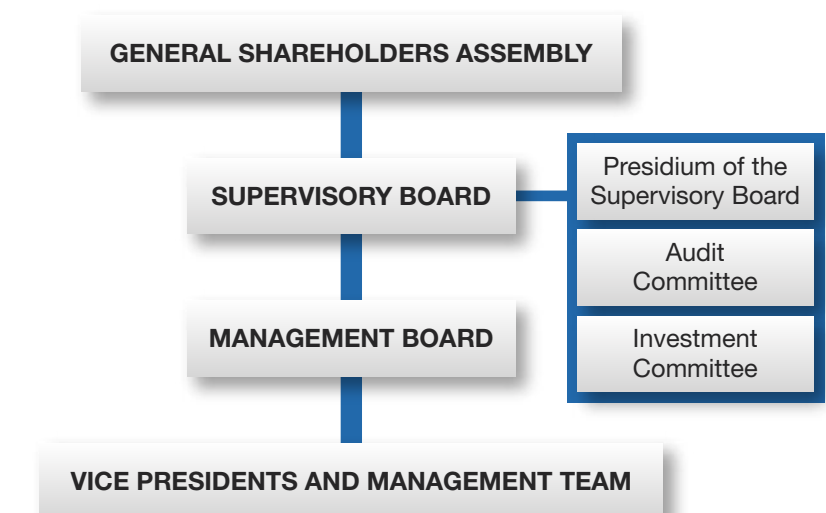 GENERAL SHAREHOLDERS ASSEMBLY
SUPERVISORY BOARD
Presidium of the
Supervisory Board
Audit
Committee
Investment
Committee
MANAGEMENT BOARD
VICE PRESIDENTS AND MANAGEMENT TEAM